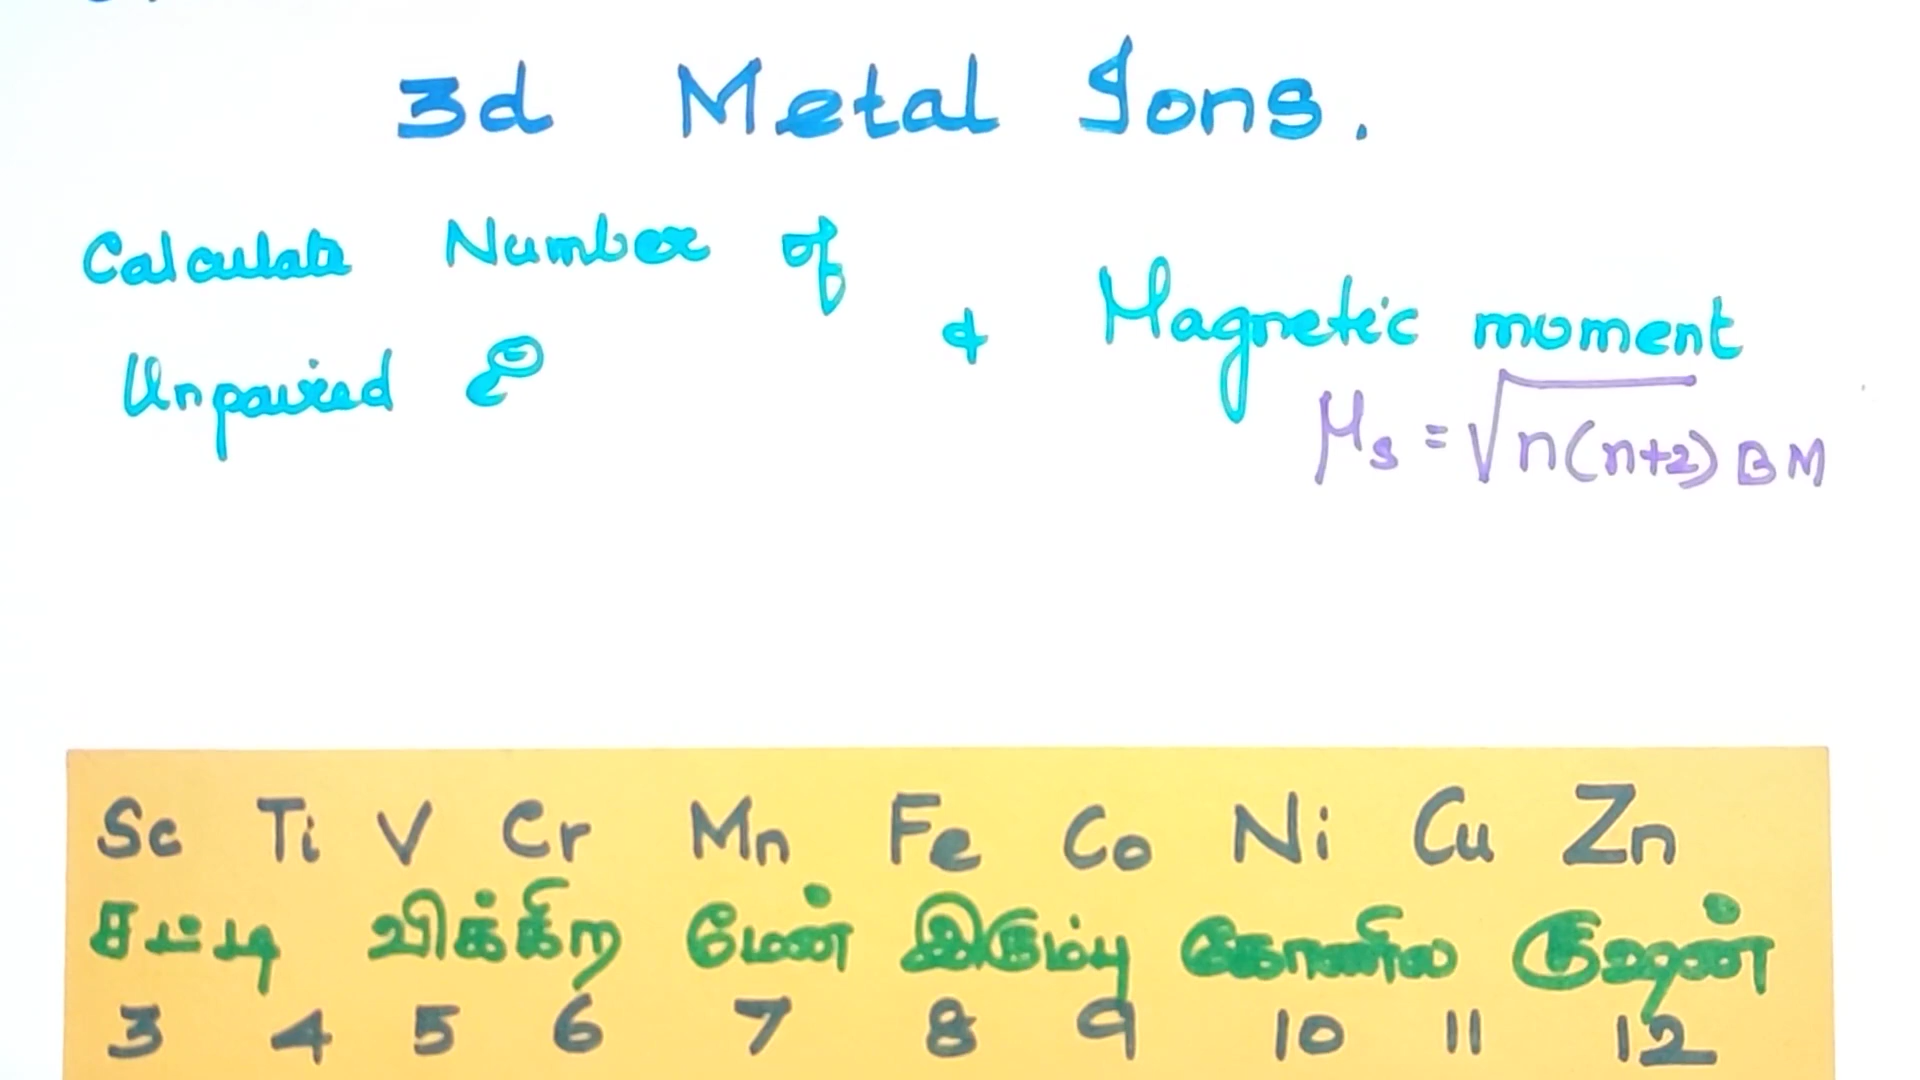 3d Metal Ions.
Calculate Number of
Unpaired e⊖ & Magnetic moment
μs = √n(n+2) BM
Sc Ti V Cr Mn Fe Co Ni Cu Zn
சட்டி விக்கிற மேன் இரும்பு கோணில குஷன்
3 4 5 6 7 8 9 10 11 12